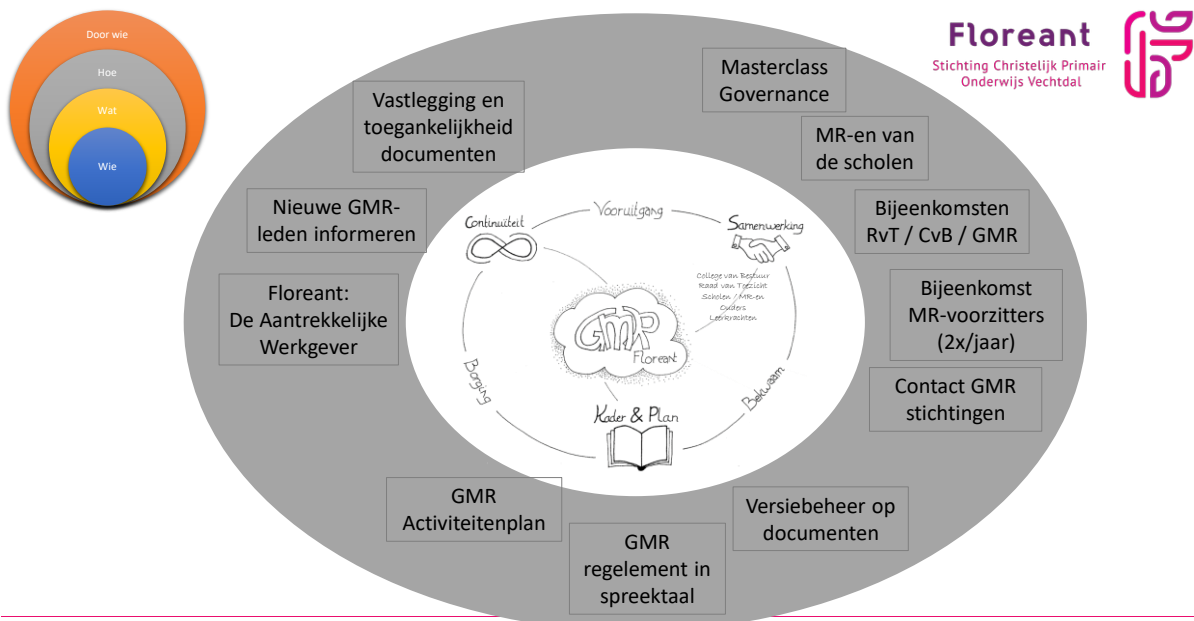 Door wie
Hoe
Wat
Wie
Floreant
Stichting Christelijk Primair
Onderwijs Vechtdal
Masterclass
Governance
Vastlegging en
toegankelijkheid
documenten
MR-en van
de scholen
Nieuwe GMR-
leden informeren
Bijeenkomsten
RvT / CvB / GMR
Floreant:
De Aantrekkelijke
Werkgever
Bijeenkomst
MR-voorzitters
(2x/jaar)
Contact GMR
stichtingen
Continuïteit
Vooruitgang
Samenwerking
College van Bestuur
Raad van Toezicht
Scholen / MR-en
Ouders
Leerkrachten
GMR
Floreant
Borging
Bekwaam
Kader & Plan
GMR
Activiteitenplan
GMR
regelement in
spreektaal
Versiebeheer op
documenten